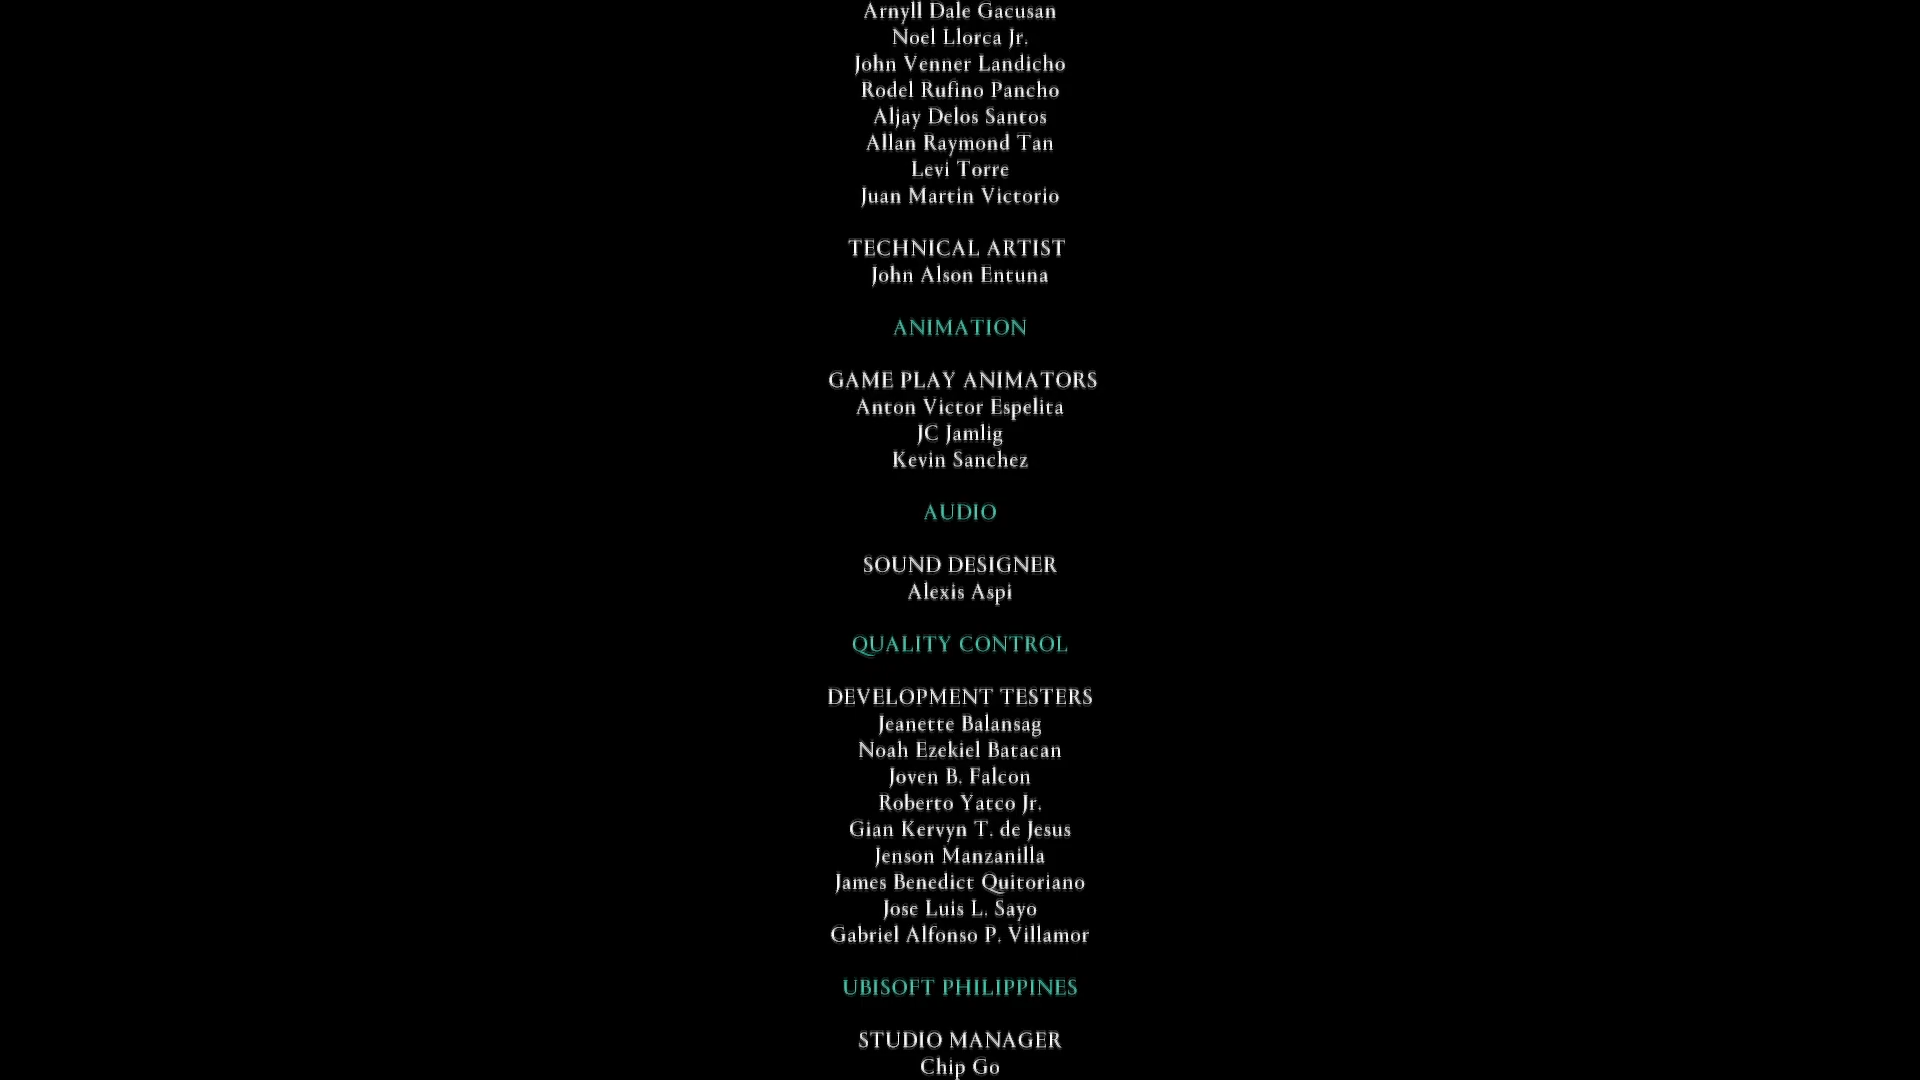 Arnyll Dale Gacusan
Noel Llorca Jr.
John Venner Landicho
Rodel Rufino Pancho
Aljay Delos Santos
Allan Raymond Tan
Levi Torre
Juan Martin Victorio
TECHNICAL ARTIST
John Alson Entuna
ANIMATION
GAME PLAY ANIMATORS
Anton Victor Espelita
JC Jamlig
Kevin Sanchez
AUDIO
SOUND DESIGNER
Alexis Aspi
QUALITY CONTROL
DEVELOPMENT TESTERS
Jeanette Balansag
Noah Ezekiel Batacan
Joven B. Falcon
Roberto Yatco Jr.
Gian Kervyn T. de Jesus
Jenson Manzanilla
James Benedict Quitoriano
Jose Luis L. Sayo
Gabriel Alfonso P. Villamor
UBISOFT PHILIPPINES
STUDIO MANAGER
Chip Go